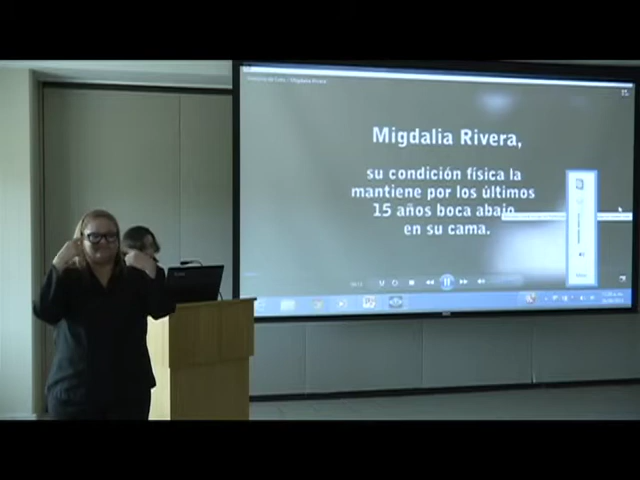 Migdalia Rivera,
su condición física la
mantiene por los últimos
15 años boca abajo
en su cama.